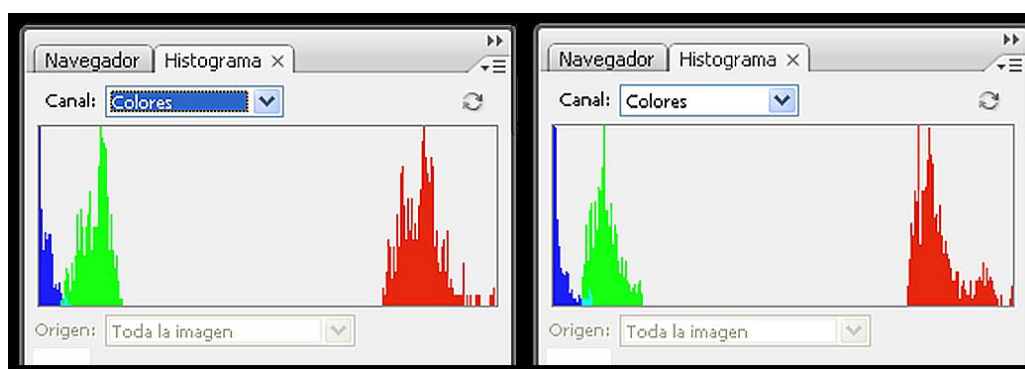 Navegador Histograma ×
Canal: Colores
Origen: Toda la imagen
Navegador Histograma ×
Canal: Colores
Origen: Toda la imagen